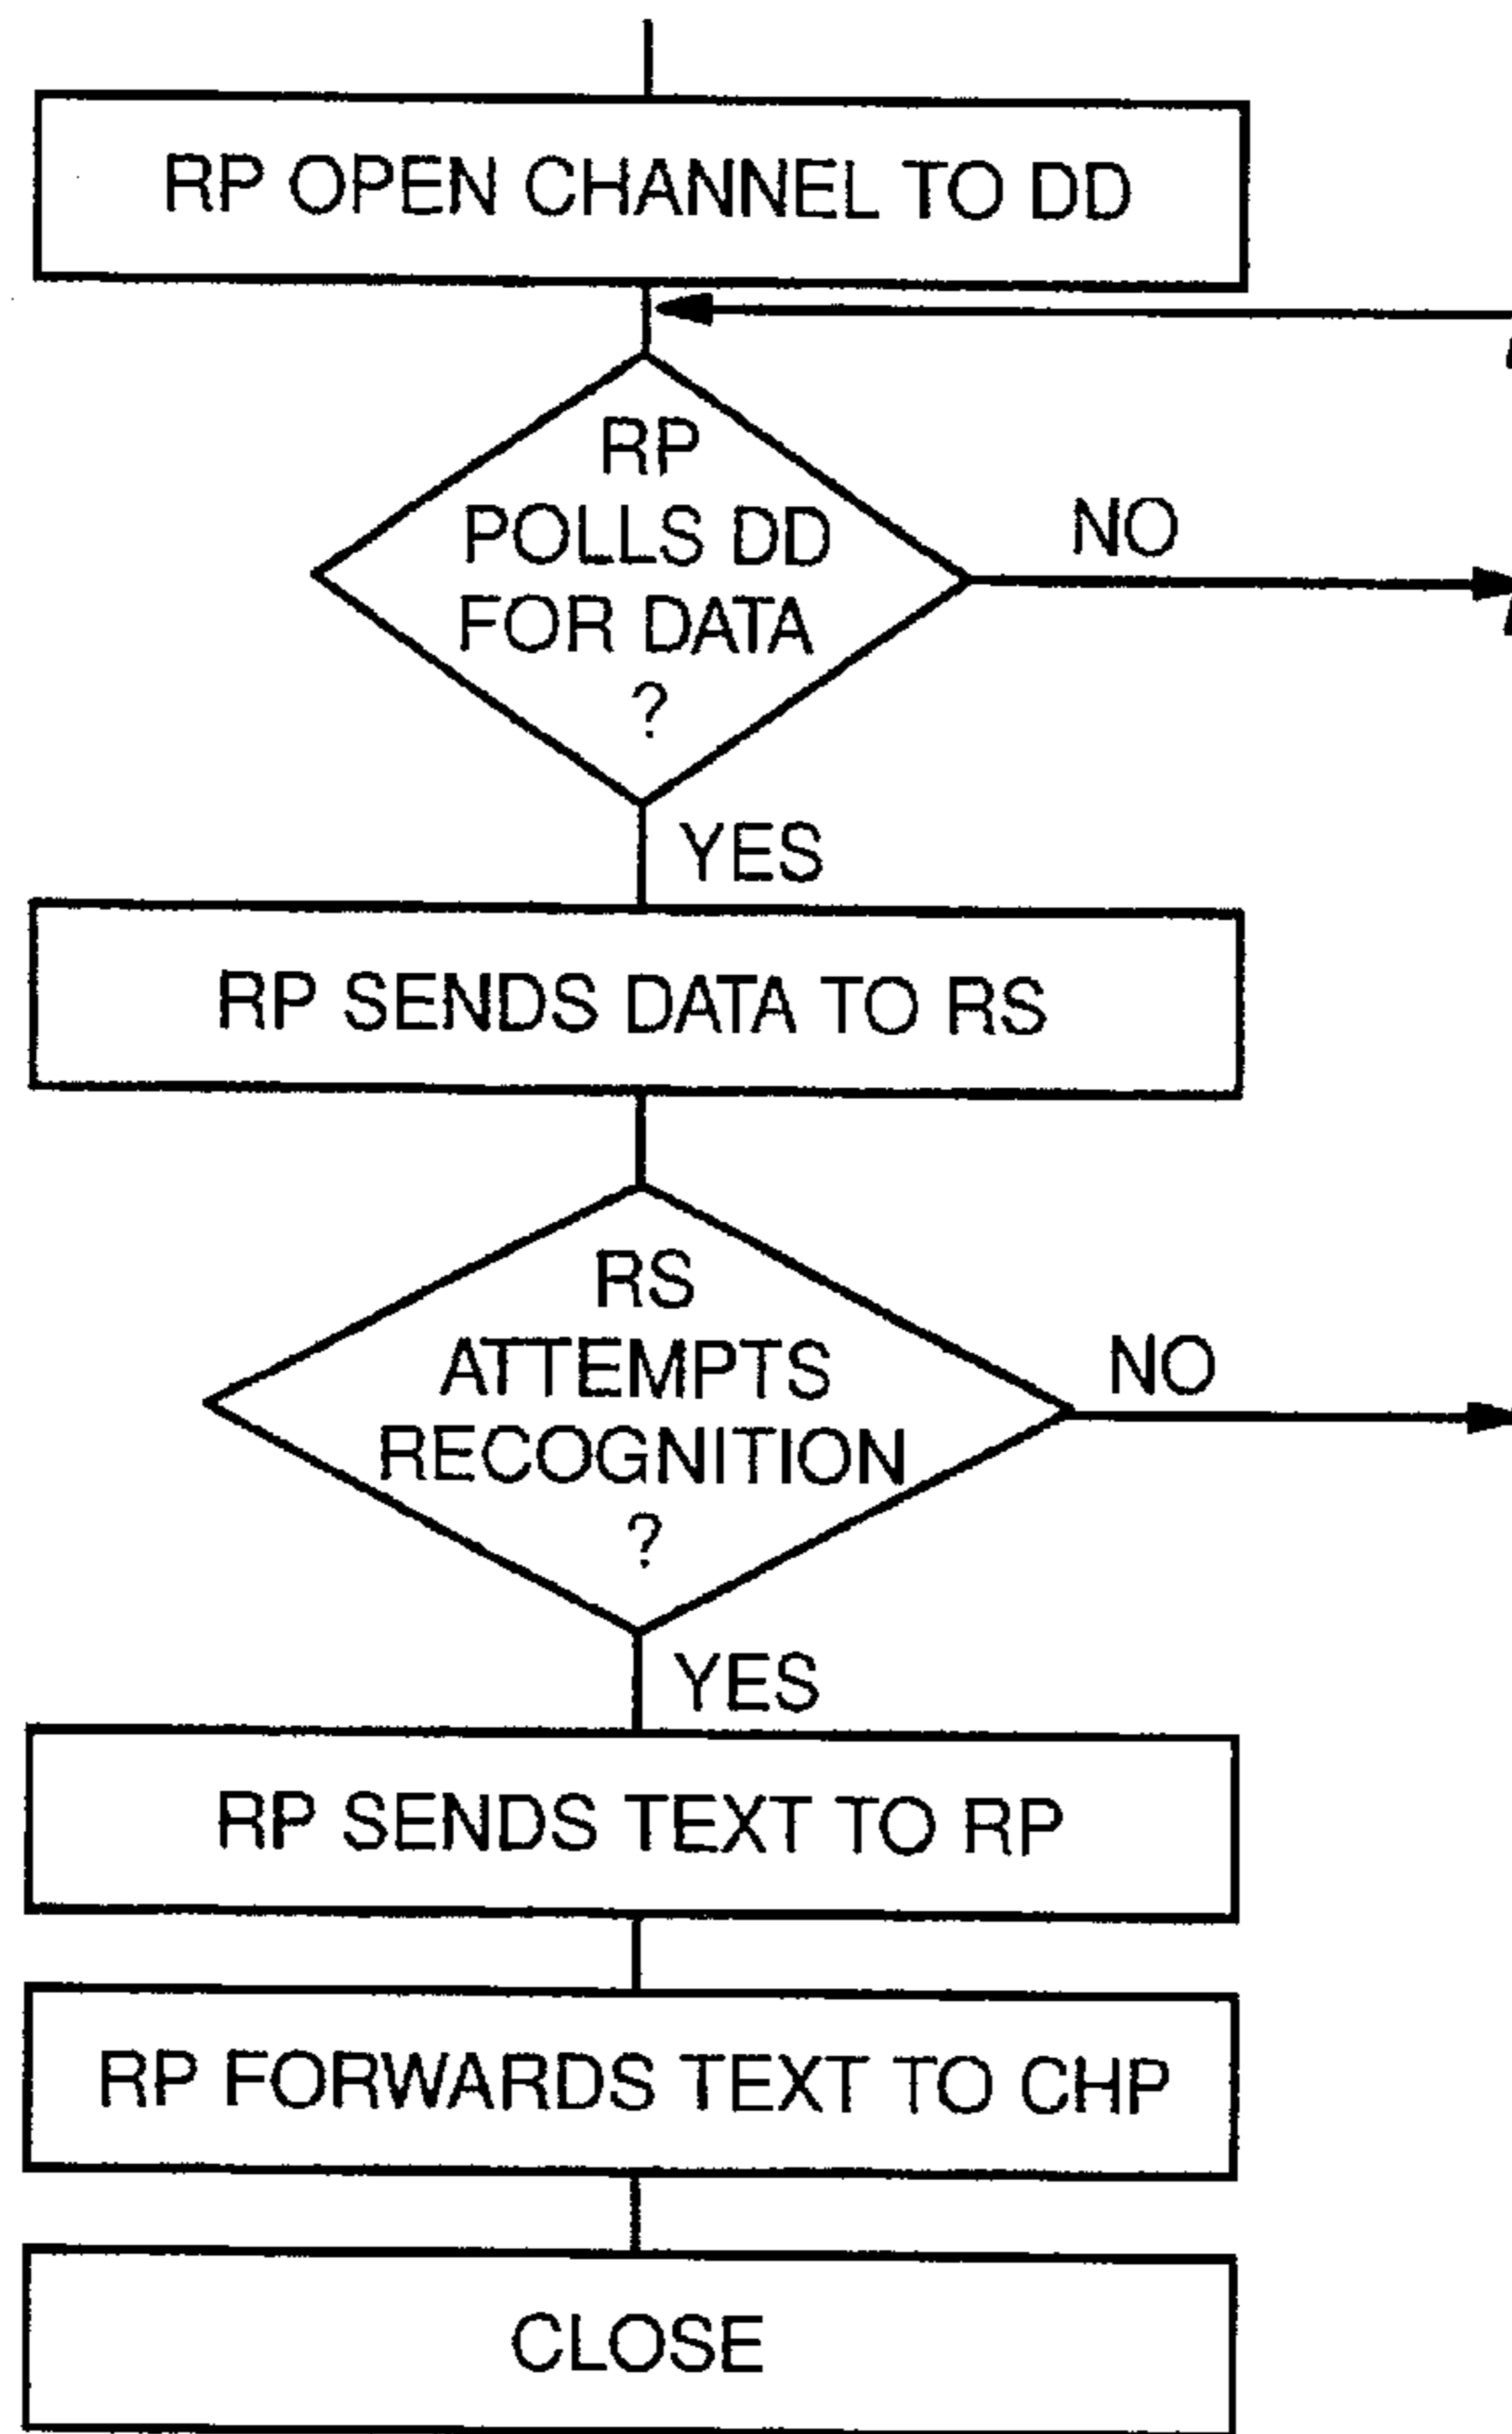 RP OPEN CHANNEL TO DD
RP
POLLS DD
FOR DATA
?
NO
YES
RP SENDS DATA TO RS
RS
ATTEMPTS
RECOGNITION
?
NO
YES
RP SENDS TEXT TO RP
RP FORWARDS TEXT TO CHP
CLOSE